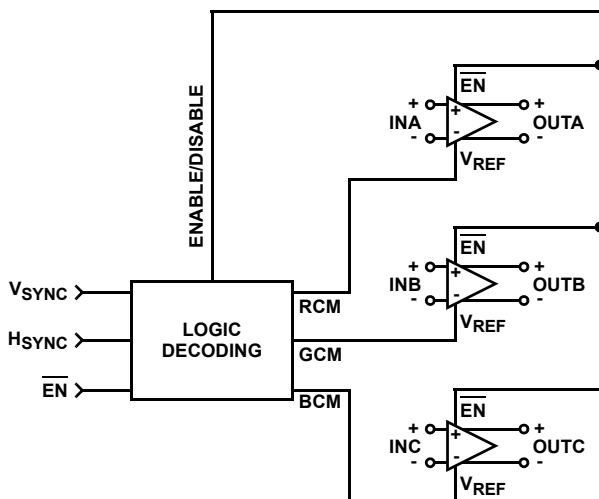 ENABLE/DISABLE
EN
+ + +
INA OUTA
- - -
VREF
EN
+ + +
INB OUTB
- - -
VREF
VSYNC
HSYNC
EN
LOGIC
DECODING
RCM
GCM
BCM
EN
+ + +
INC OUTC
- - -
VREF